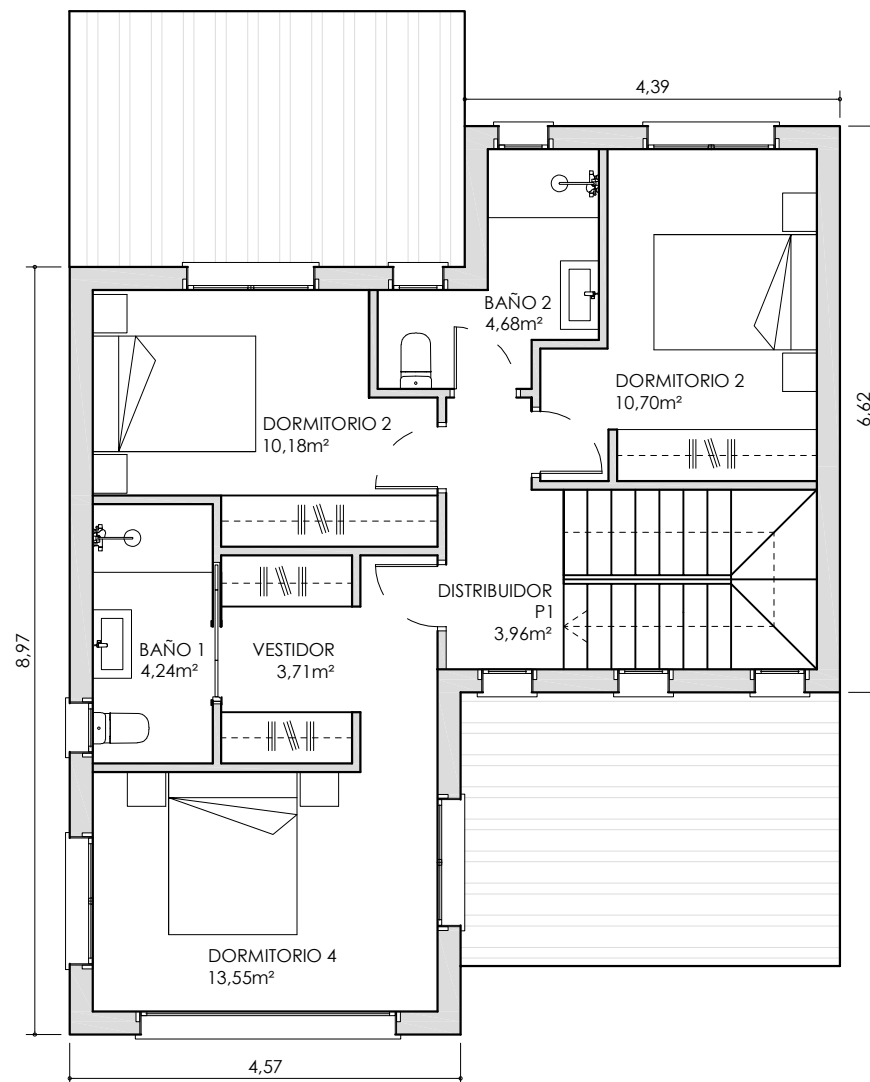 4,39
BAÑO 2
4,68m²
DORMITORIO 2
10,70m²
6,62
DORMITORIO 2
10,18m²
DISTRIBUIDOR
P1
3,96m²
BAÑO 1
4,24m²
VESTIDOR
3,71m²
8,97
DORMITORIO 4
13,55m²
4,57